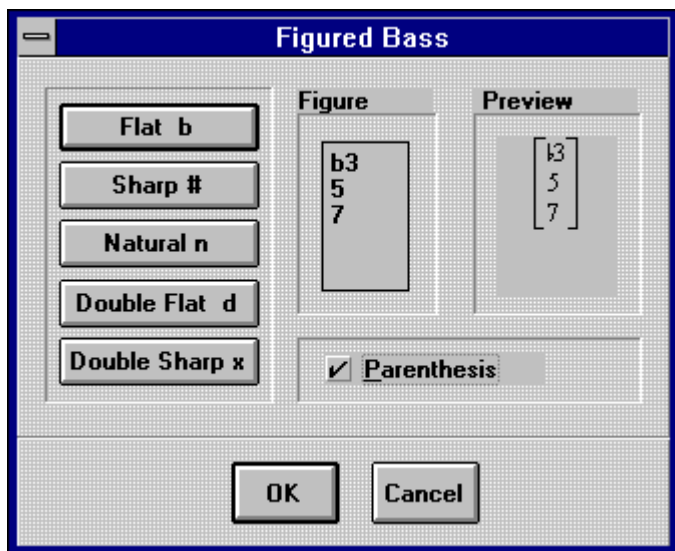 Figured Bass
Flat b
Sharp #
Natural n
Double Flat d
Double Sharp x
Figure
b3
5
7
Preview
♭3
5
7
Parenthesis
OK
Cancel